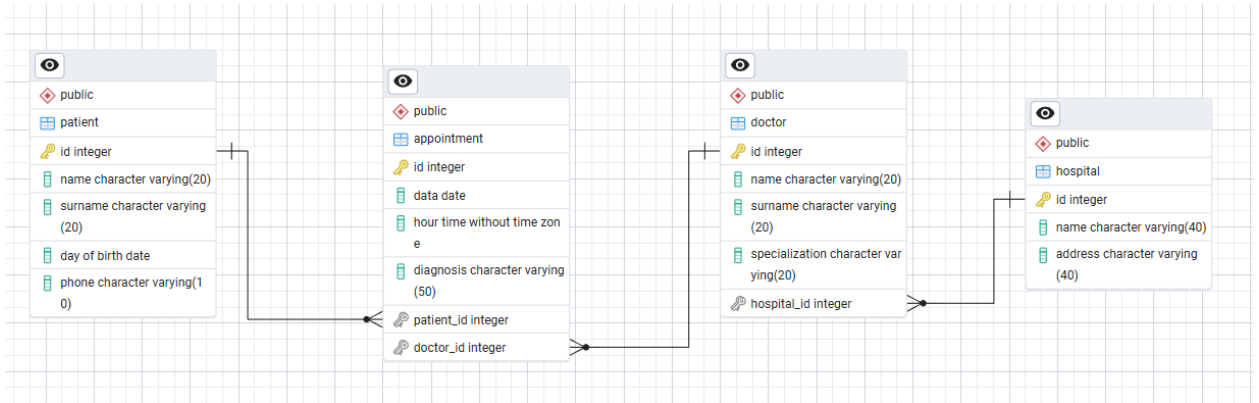 public
patient
id integer
name character varying(20)
surname character varying
(20)
day of birth date
phone character varying(1
0)
public
appointment
id integer
data date
hour time without time zon
e
diagnosis character varying
(50)
patient_id integer
doctor_id integer
public
doctor
id integer
name character varying(20)
surname character varying
(20)
specialization character var
ying(20)
hospital_id integer
public
hospital
id integer
name character varying(40)
address character varying
(40)